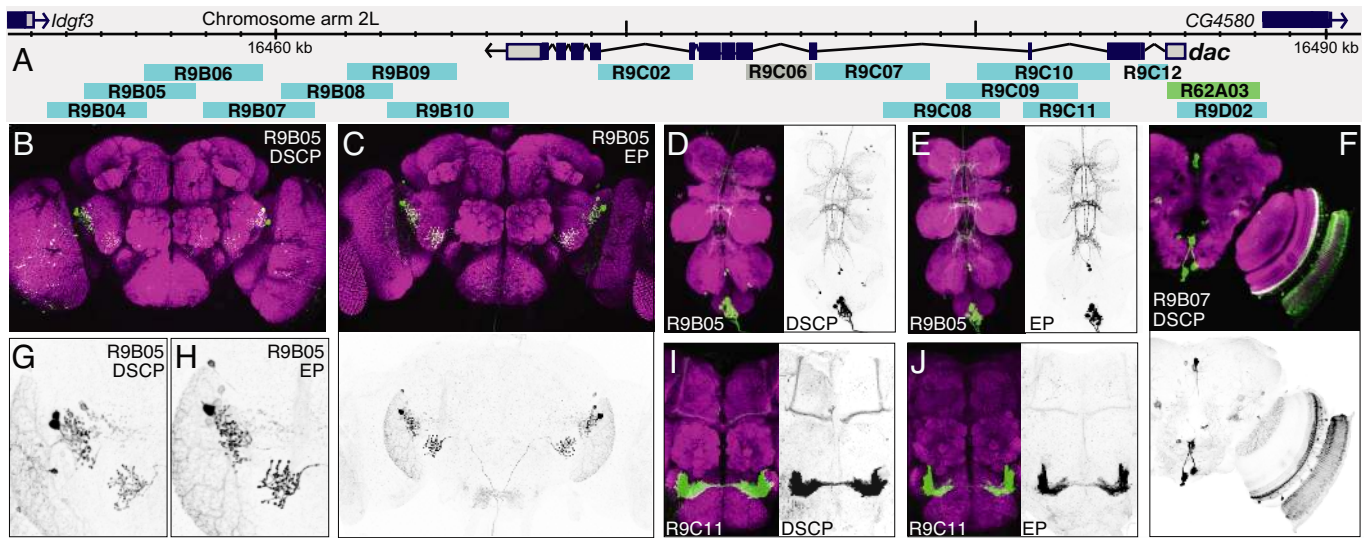 Idgf3
Chromosome arm 2L
CG4580
16460 kb
16490 kb
A
dac
R9B06
R9B09
R9C02
R9C06
R9C07
R9C10
R9C12
R9B05
R9B08
R9C09
R62A03
R9B04
R9B07
R9B10
R9C08
R9C11
R9D02
B
R9B05
DSCP
C
R9B05
EP
D
R9B05
DSCP
E
R9B05
EP
F
R9B07
DSCP
G
R9B05
DSCP
H
R9B05
EP
I
R9C11
DSCP
J
R9C11
EP